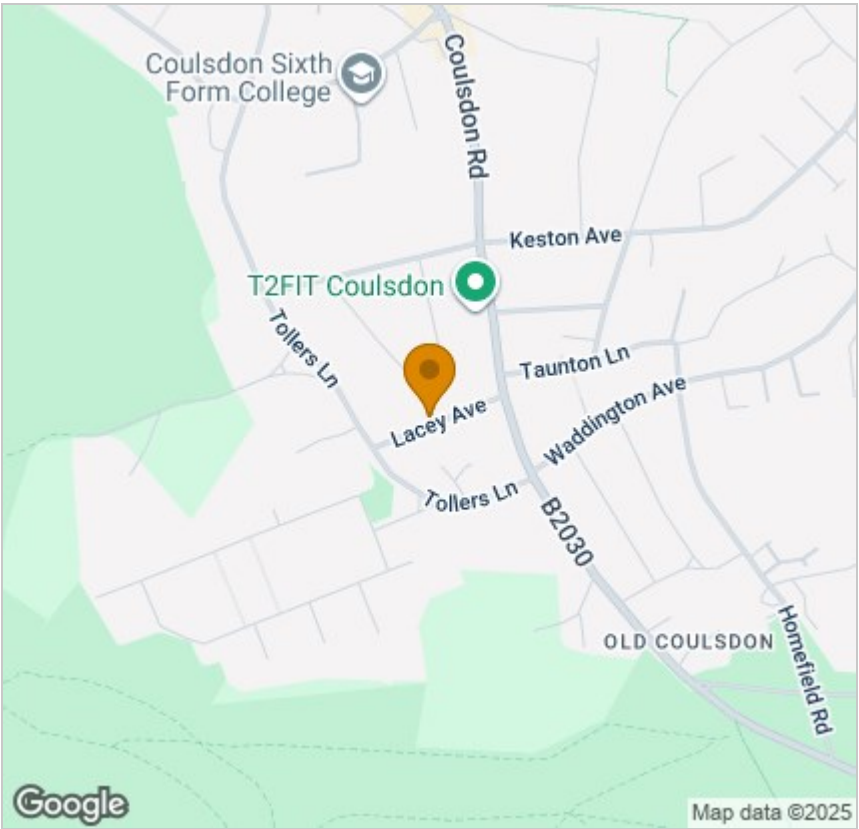 Coulsdon Sixth
Form College
Coulsdon Rd
Keston Ave
T2FIT Coulsdon
Tollers Ln
Taunton Ln
Lacey Ave
Waddington Ave
Tollers Ln
B2030
OLD COULSDON
Homefield Rd
Google
Map data ©2025